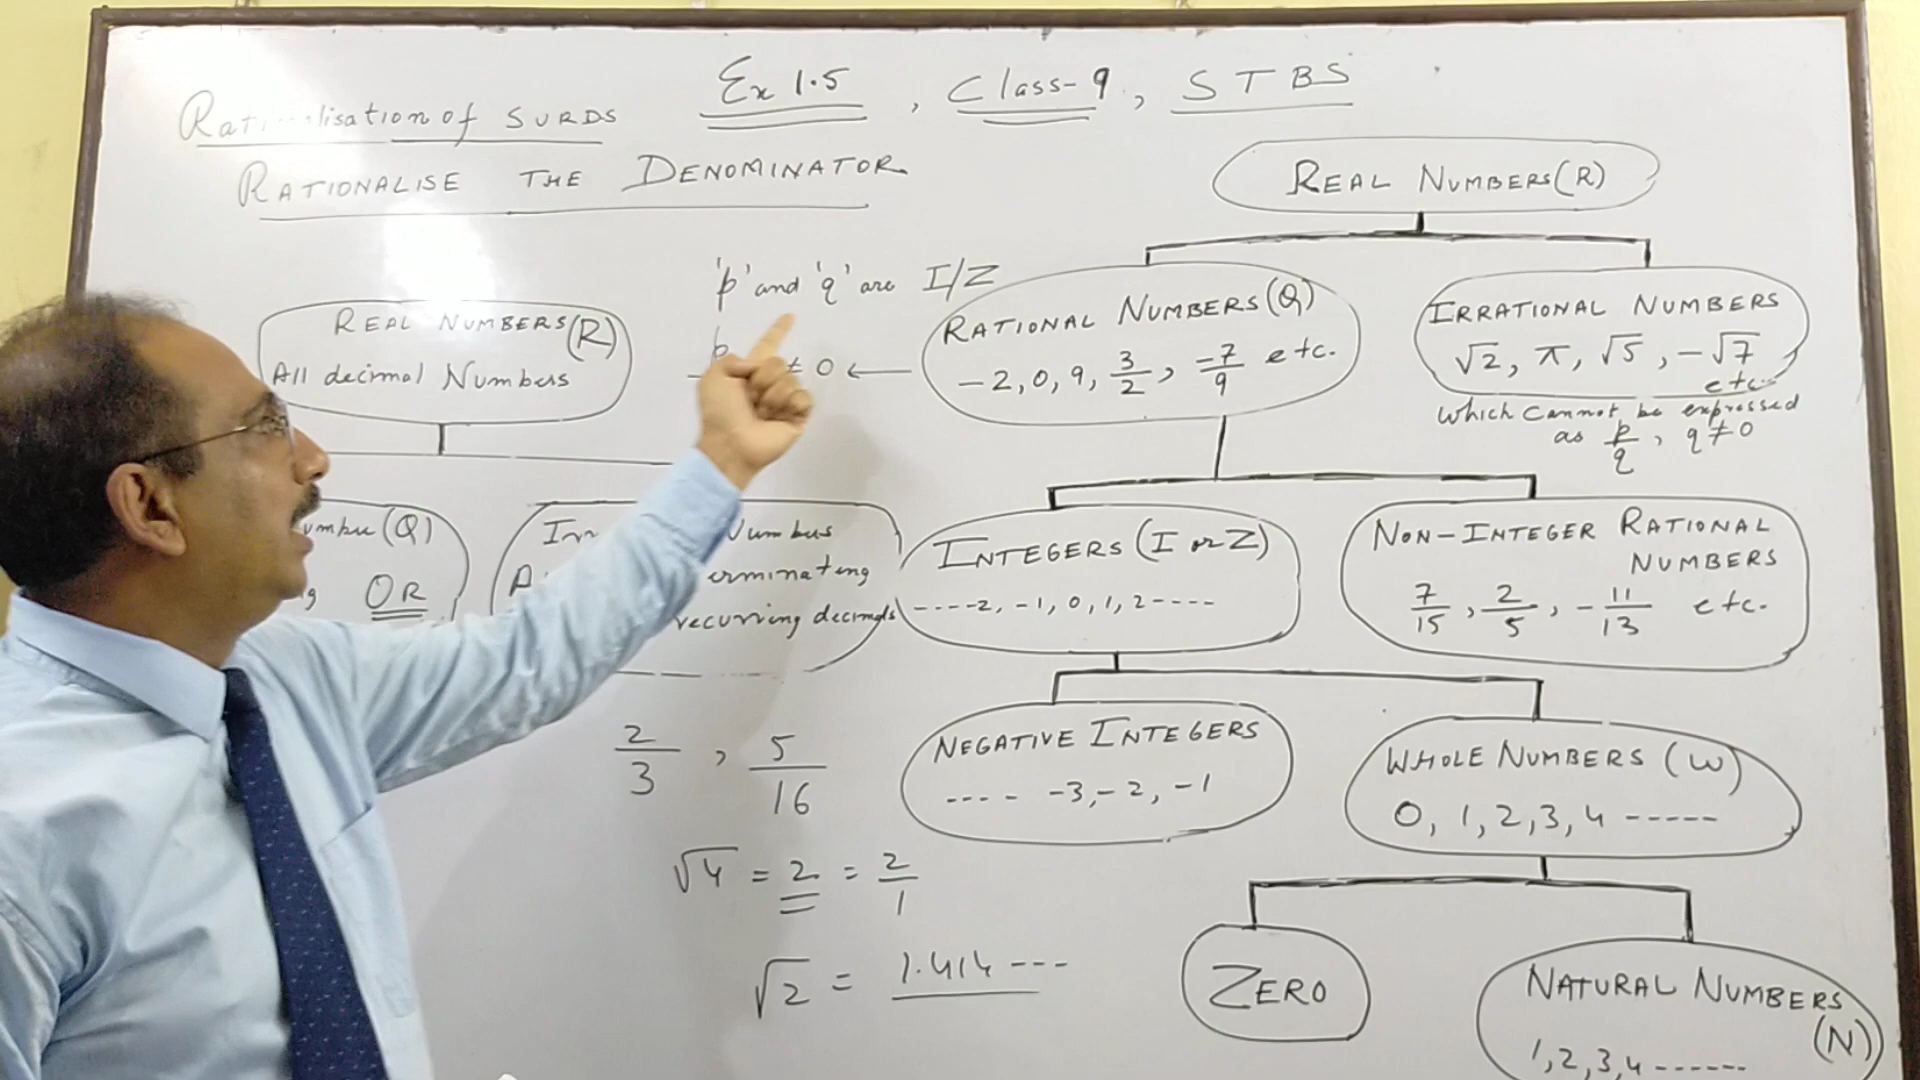 Ex 1.5, Class-9, STBS
of SURDS
RATIONALISE THE DENOMINATOR
'p' and 'q' are I/Z
≠ 0 ←
REAL NUMBERS (R)
All decimal Numbers
(Q)
OR
erminating
recurring decimals
2/3, 5/16
√4 = 2 = 2/1
√2 = 1.414 ---
REAL NUMBERS (R)
RATIONAL NUMBERS (Q)
-2, 0, 9, 3/2, -7/9 etc.
IRRATIONAL NUMBERS
√2, π, √5, -√7
etc.
which cannot be expressed
as p/q, q≠0
INTEGERS (I or Z)
-----2, -1, 0, 1, 2----
NON-INTEGER RATIONAL
NUMBERS
7/15, 2/5, -11/13 etc.
NEGATIVE INTEGERS
---- -3, -2, -1
WHOLE NUMBERS (W)
0, 1, 2, 3, 4 -----
ZERO
NATURAL NUMBERS
(N)
1, 2, 3, 4 ------